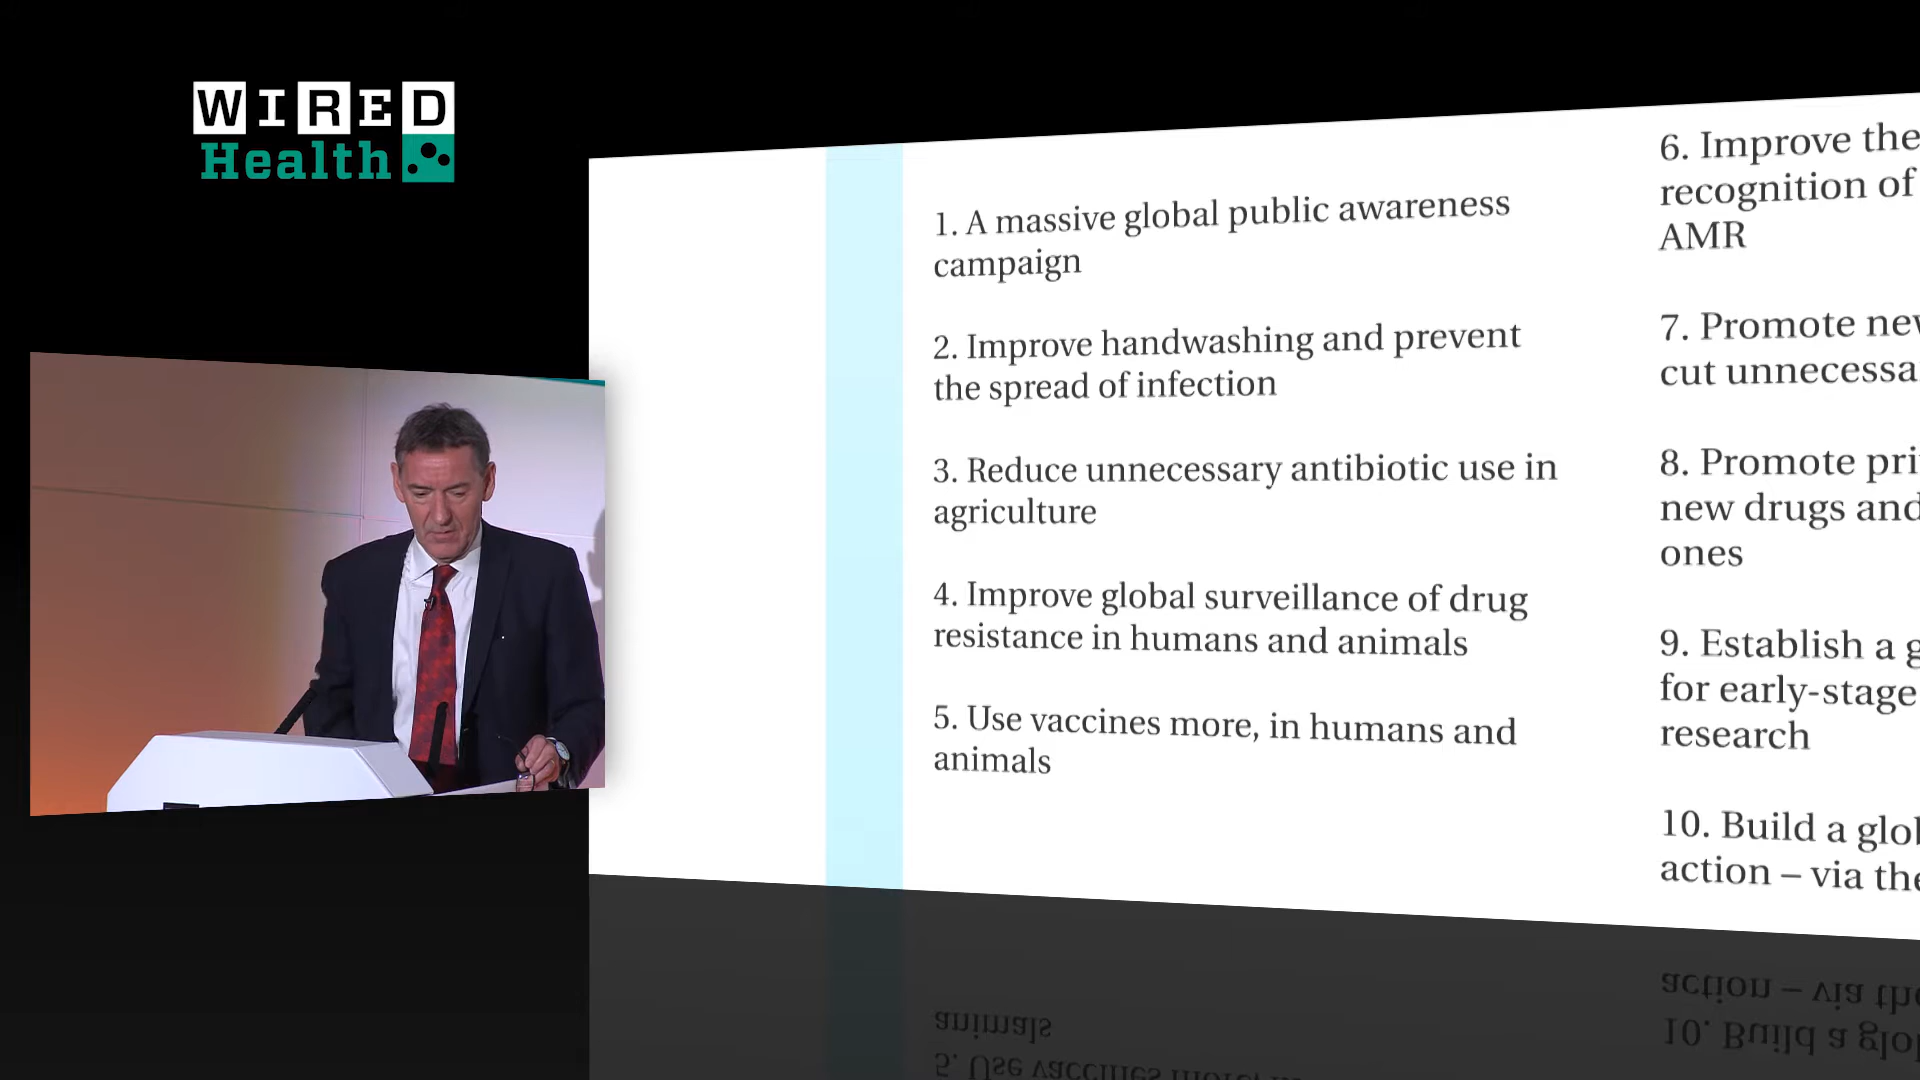 WIRED
Health
1. A massive global public awareness
campaign
2. Improve handwashing and prevent
the spread of infection
3. Reduce unnecessary antibiotic use in
agriculture
4. Improve global surveillance of drug
resistance in humans and animals
5. Use vaccines more, in humans and
animals
6. Improve the
recognition of
AMR
7. Promote
cut
8. Promote
new drugs and
ones
9. Establish a
for early-stage
research
10. Build a
action – via the